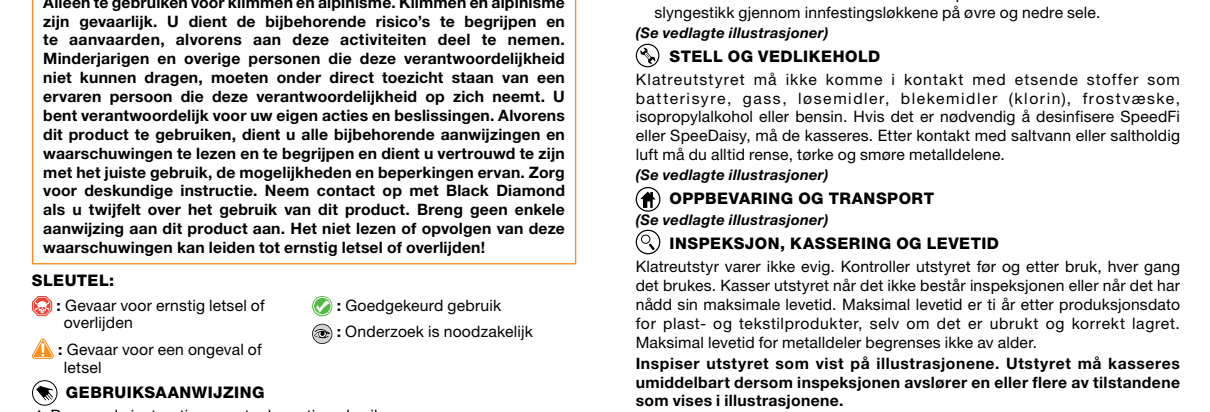 Alleen te gebruiken voor klimmen en alpinisme. Klimmen en alpinisme
zijn gevaarlijk. U dient de bijbehorende risico's te begrijpen en
te aanvaarden, alvorens aan deze activiteiten deel te nemen.
Minderjarigen en overige personen die deze verantwoordelijkheid
niet kunnen dragen, moeten onder direct toezicht staan van een
ervaren persoon die deze verantwoordelijkheid op zich neemt. U
bent verantwoordelijk voor uw eigen acties en beslissingen. Alvorens
dit product te gebruiken, dient u alle bijbehorende aanwijzingen en
waarschuwingen te lezen en te begrijpen en dient u vertrouwd te zijn
met het juiste gebruik, de mogelijkheden en beperkingen ervan. Zorg
voor deskundige instructie. Neem contact op met Black Diamond
als u twijfelt over het gebruik van dit product. Breng geen enkele
aanwijzing aan dit product aan. Het niet lezen of opvolgen van deze
waarschuwingen kan leiden tot ernstig letsel of overlijden!
SLEUTEL:
: Gevaar voor ernstig letsel of
overlijden
: Gevaar voor een ongeval of
letsel
: Goedgekeurd gebruik
: Onderzoek is noodzakelijk
GEBRUIKSAANWIJZING
slyngestikk gjennom innfestingsløkkene på øvre og nedre sele.
(Se vedlagte illustrasjoner)
STELL OG VEDLIKEHOLD
Klatreutstyret må ikke komme i kontakt med etsende stoffer som
batterisyre, gass, løsemidler, blekemidler (klorin), frostvæske,
isopropylalkohol eller bensin. Hvis det er nødvendig å desinfisere SpeedFi
eller SpeeDaisy, må de kasseres. Etter kontakt med saltvann eller saltholdig
luft må du alltid rense, tørke og smøre metalldelene.
(Se vedlagte illustrasjoner)
OPPBEVARING OG TRANSPORT
(Se vedlagte illustrasjoner)
INSPEKSJON, KASSERING OG LEVETID
Klatreutstyr varer ikke evig. Kontroller utstyret før og etter bruk, hver gang
det brukes. Kasser utstyret når det ikke består inspeksjonen eller når det har
nådd sin maksimale levetid. Maksimal levetid er ti år etter produksjonsdato
for plast- og tekstilprodukter, selv om det er ubrukt og korrekt lagret.
Maksimal levetid for metalldeler begrenses ikke av alder.
Inspiser utstyret som vist på illustrasjonene. Utstyret må kasseres
umiddelbart dersom inspeksjonen avslører en eller flere av tilstandene
som vises i illustrasjonene.